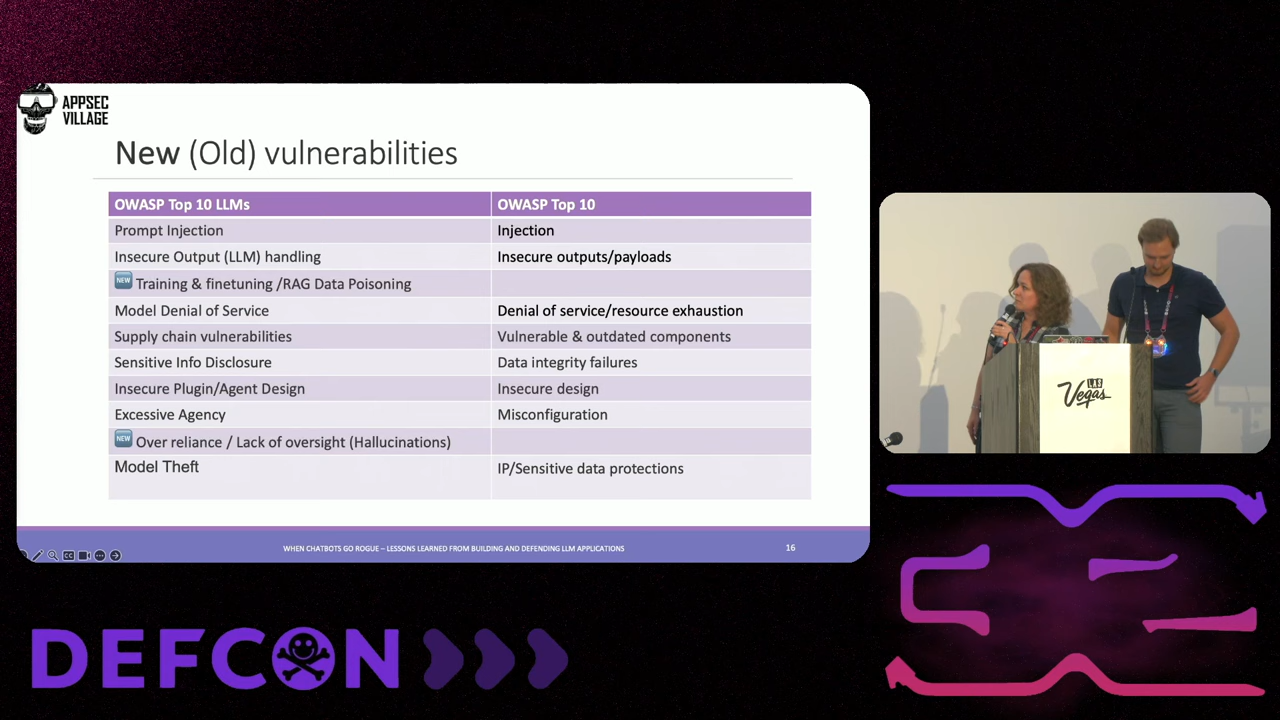 APPSEC
VILLAGE
New (Old) vulnerabilities
OWASP Top 10 LLMs
OWASP Top 10
Prompt Injection
Injection
Insecure Output (LLM) handling
Insecure outputs/payloads
NEW Training & finetuning /RAG Data Poisoning
Model Denial of Service
Denial of service/resource exhaustion
Supply chain vulnerabilities
Vulnerable & outdated components
Sensitive Info Disclosure
Data integrity failures
Insecure Plugin/Agent Design
Insecure design
Excessive Agency
Misconfiguration
NEW Over reliance / Lack of oversight (Hallucinations)
Model Theft
IP/Sensitive data protections
WHEN CHATBOTS GO ROGUE – LESSONS LEARNED FROM BUILDING AND DEFENDING LLM APPLICATIONS
16
LAS
Vegas
DEFCON